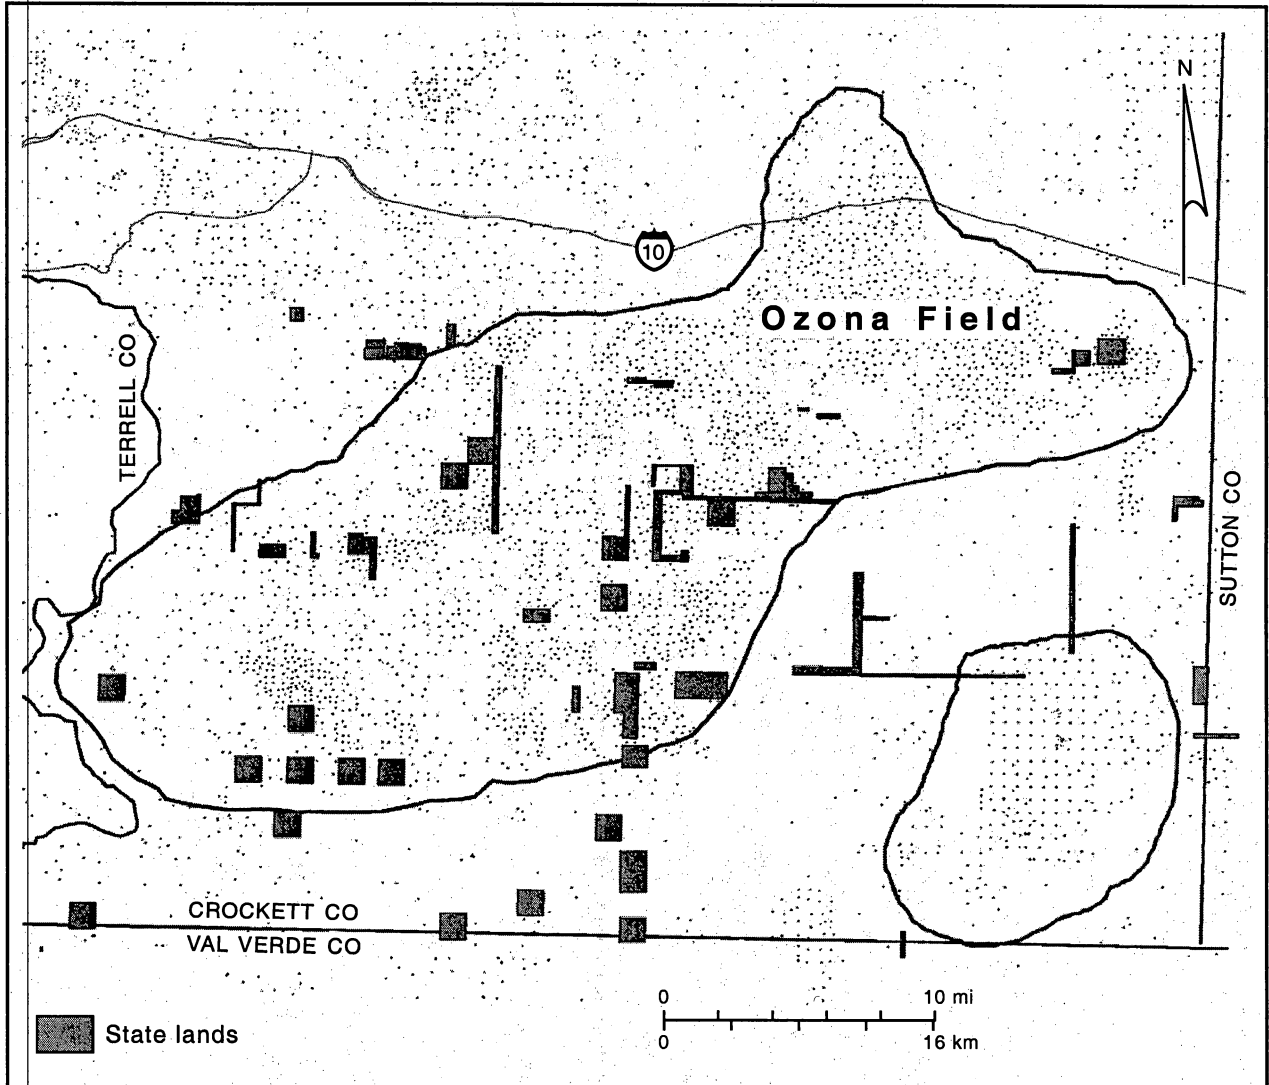 N
10
Ozona Field
TERRELL CO
SUTTON CO
CROCKETT CO
VAL VERDE CO
0 10 mi
0 16 km
State lands